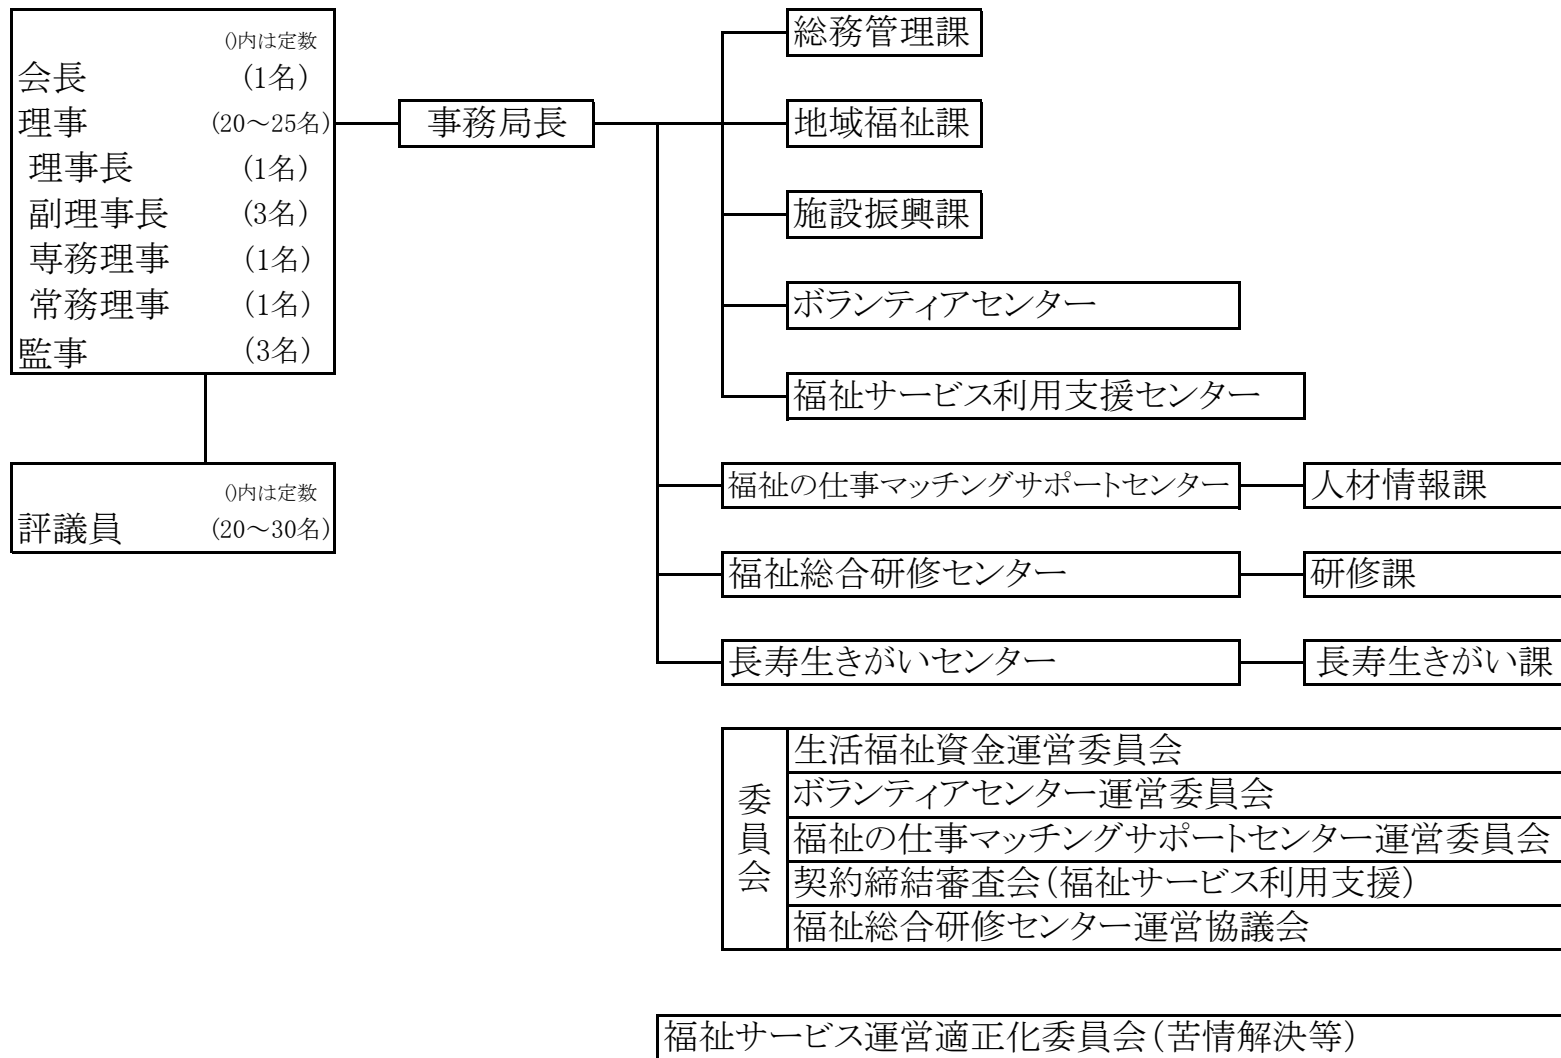 ()内は定数
会長 (1名)
理事 (20～25名)
理事長 (1名)
副理事長 (3名)
専務理事 (1名)
常務理事 (1名)
監事 (3名)
()内は定数
評議員 (20～30名)
事務局長
総務管理課
地域福祉課
施設振興課
ボランティアセンター
福祉サービス利用支援センター
福祉の仕事マッチングサポートセンター
人材情報課
福祉総合研修センター
研修課
長寿生きがいセンター
長寿生きがい課
委員会
生活福祉資金運営委員会
ボランティアセンター運営委員会
福祉の仕事マッチングサポートセンター運営委員会
契約締結審査会(福祉サービス利用支援)
福祉総合研修センター運営協議会
福祉サービス運営適正化委員会(苦情解決等)